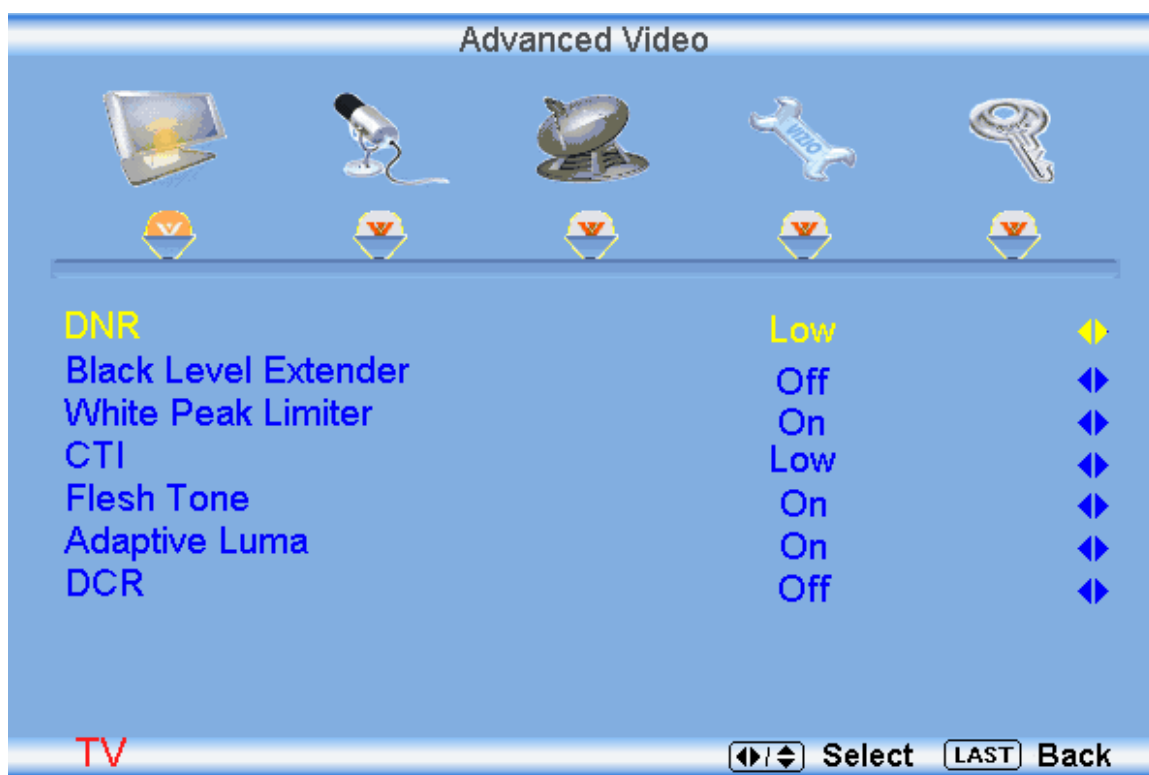 Advanced Video
VIZIO
DNR Low
Black Level Extender Off
White Peak Limiter On
CTI Low
Flesh Tone On
Adaptive Luma On
DCR Off
TV / Select LAST Back